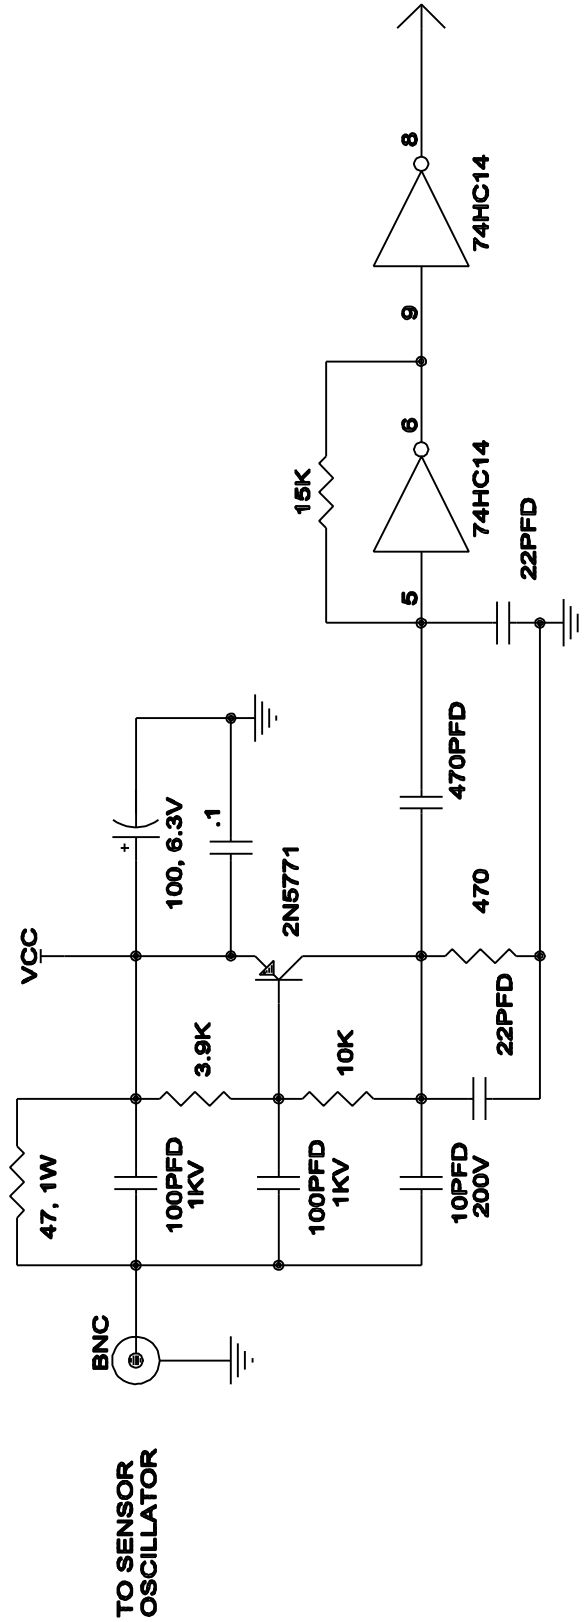 TO SENSOR
OSCILLATOR
BNC
47, 1W
100PFD
1KV
100PFD
1KV
10PFD
200V
VCC
3.9K
10K
22PFD
470
2N5771
100, 6.3V
+
.1
470PFD
15K
5
6
74HC14
22PFD
9
8
74HC14